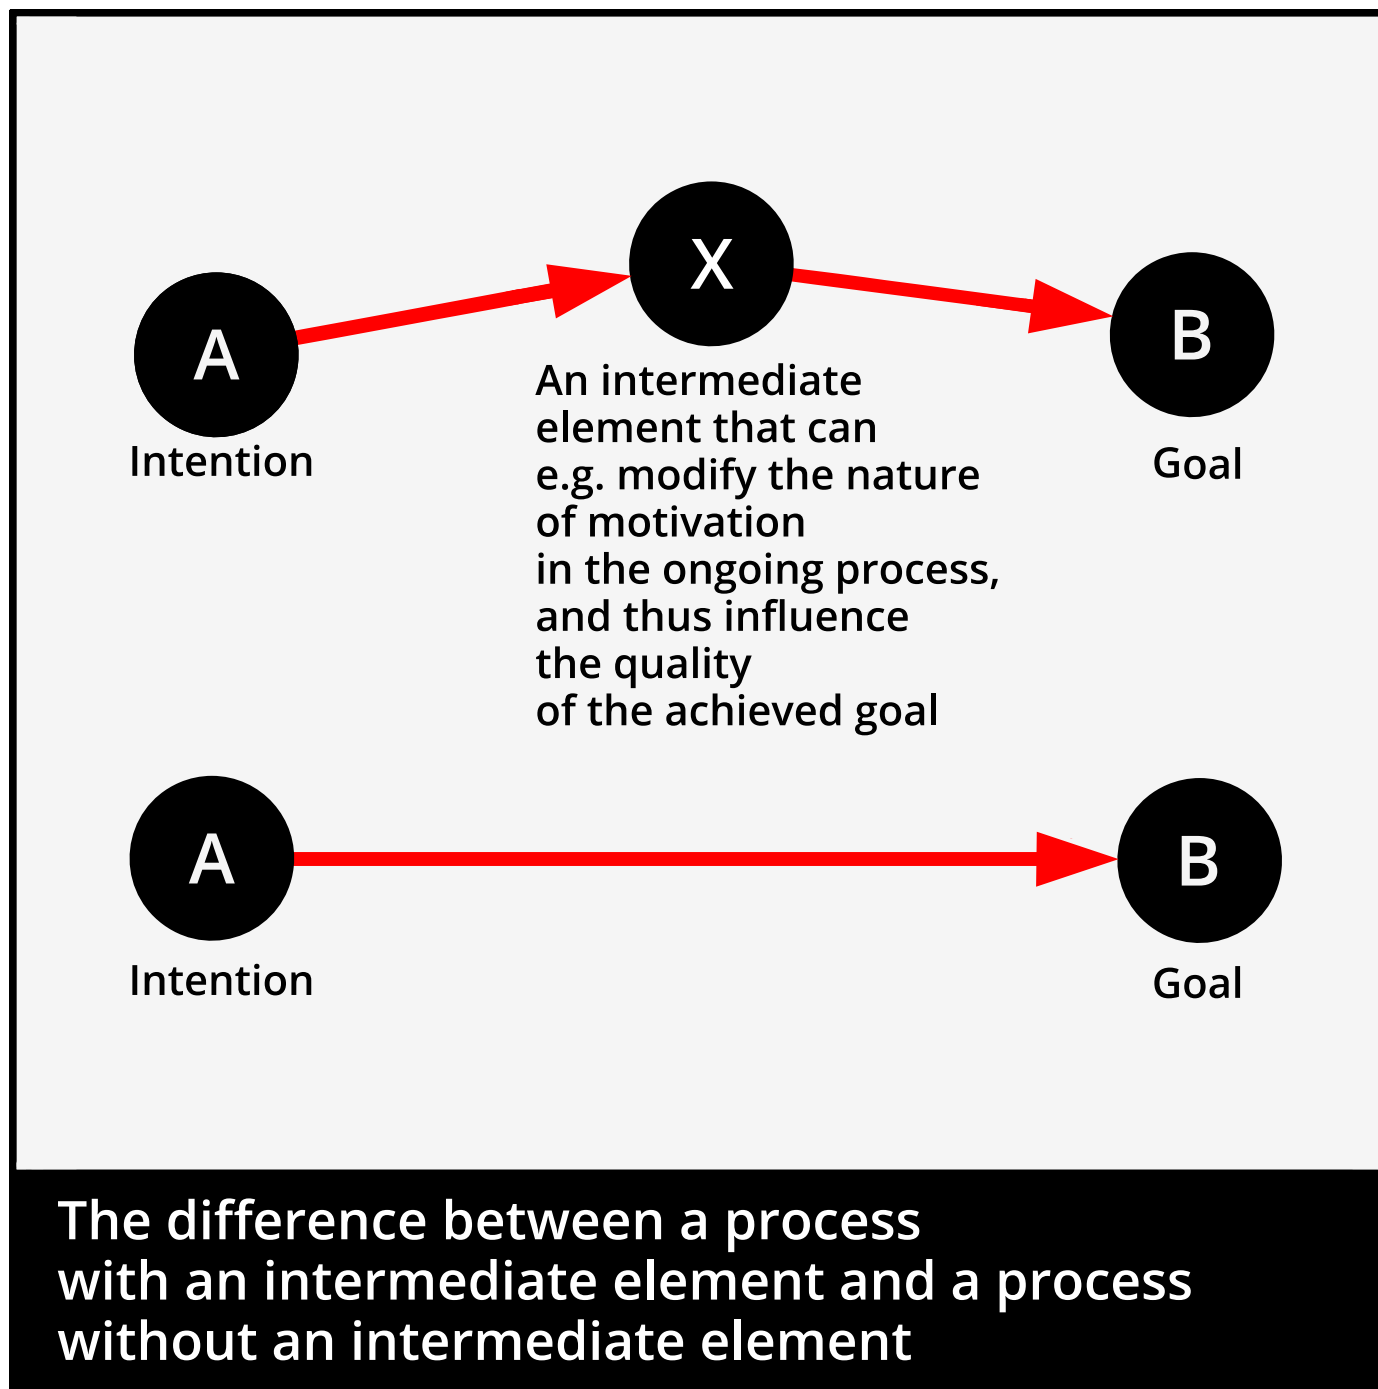 A
X
B
Intention
An intermediate
element that can
e.g. modify the nature
of motivation
in the ongoing process,
and thus influence
the quality
of the achieved goal
Goal
A
B
Intention
Goal
The difference between a process
with an intermediate element and a process
without an intermediate element